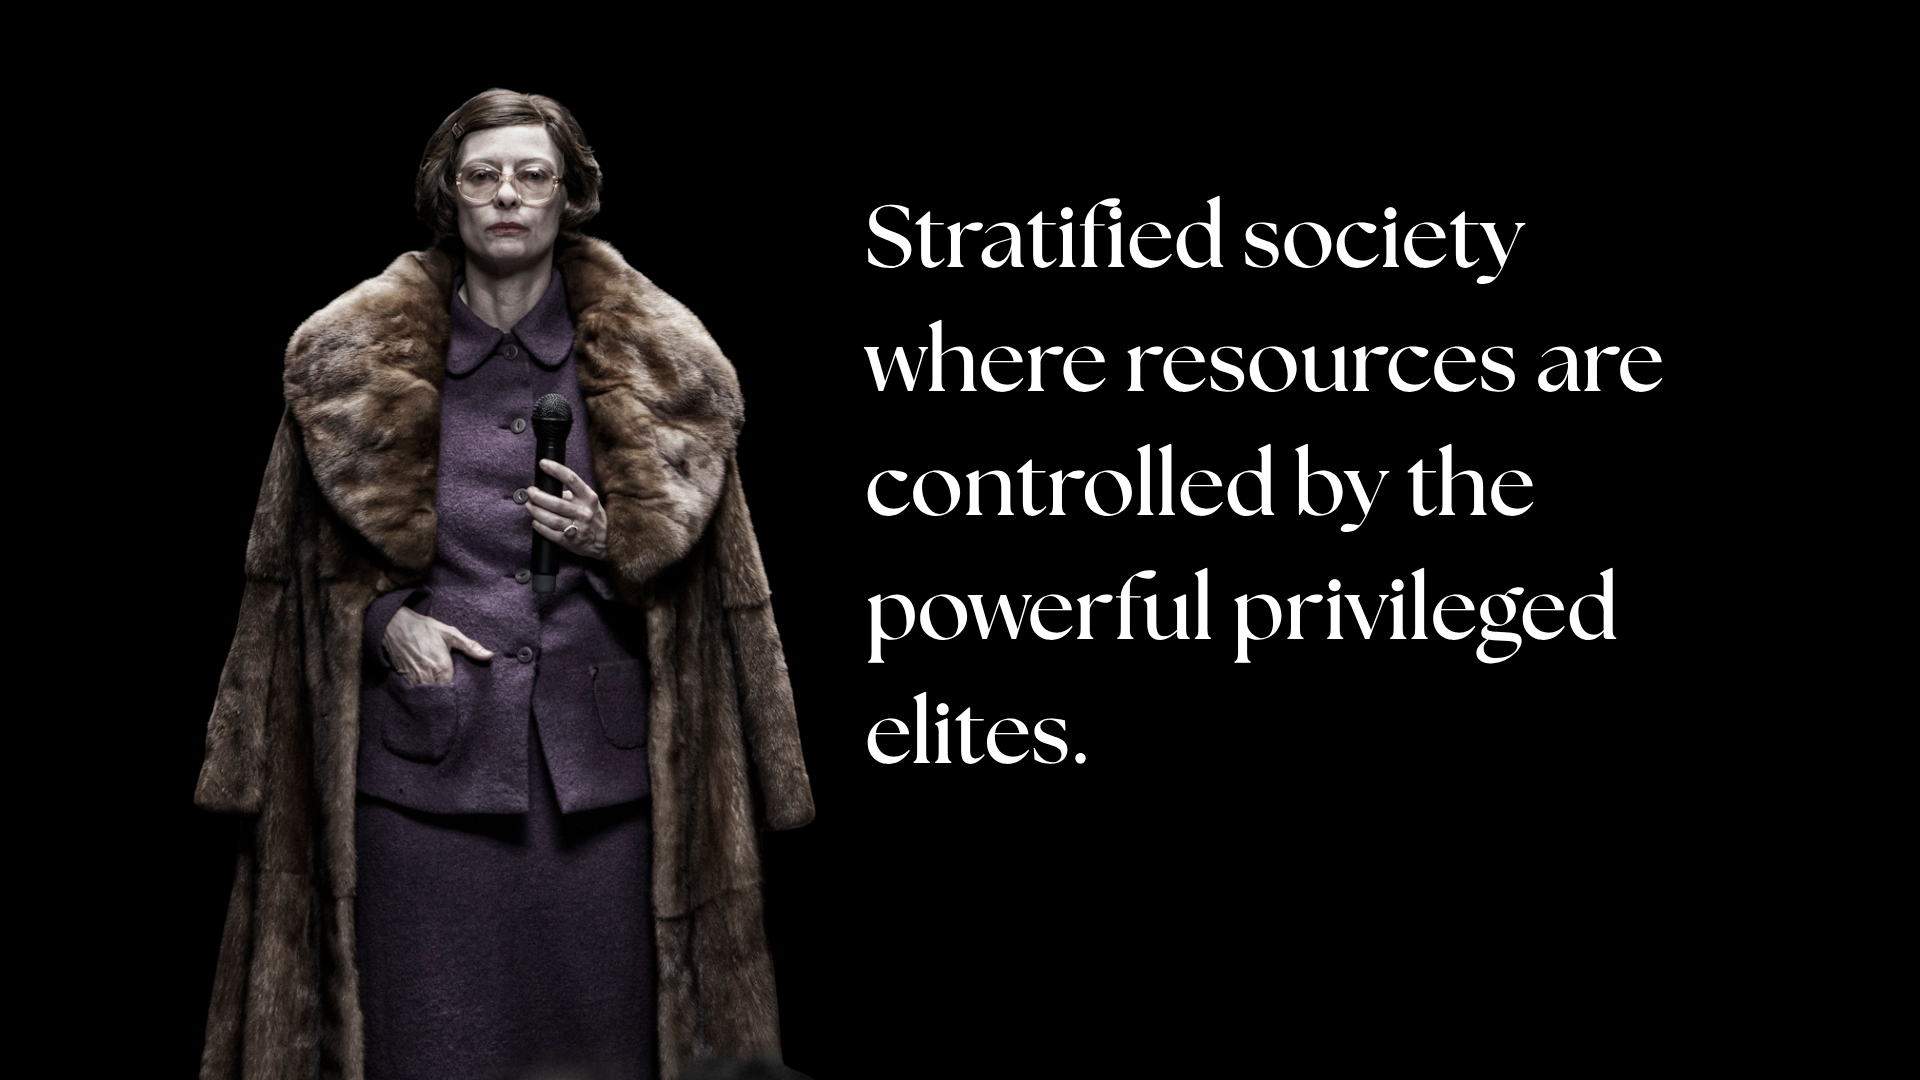 Stratified society
where resources are
controlled by the
powerful privileged
elites.